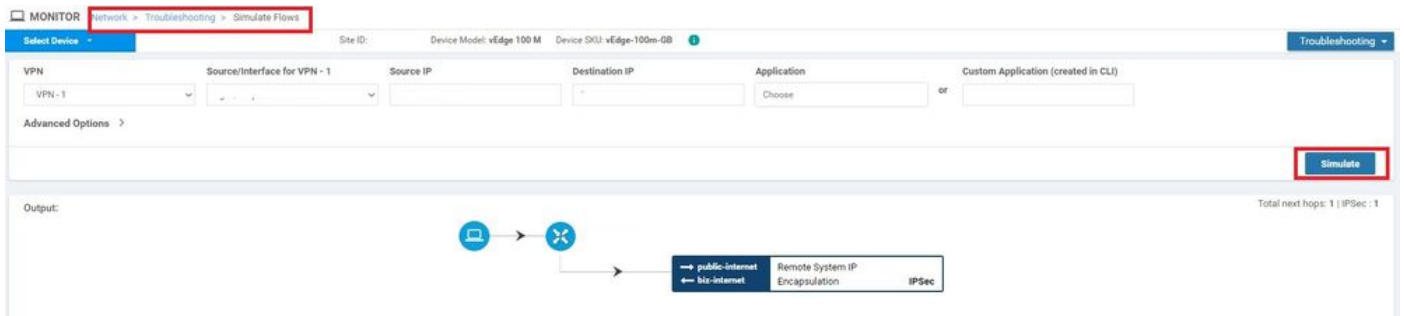 MONITOR Network > Troubleshooting > Simulate Flows
Select Device Site ID: Device Model: vEdge 100 M Device SKU: vEdge-100m-GB Troubleshooting
VPN Source/Interface for VPN - 1 Source IP Destination IP Application Custom Application (created in CLI)
VPN - 1 Choose or
Advanced Options >
Simulate
Output: Total next hops: 1 | IPSec : 1
→ public-internet Remote System IP
← biz-internet Encapsulation IPSec